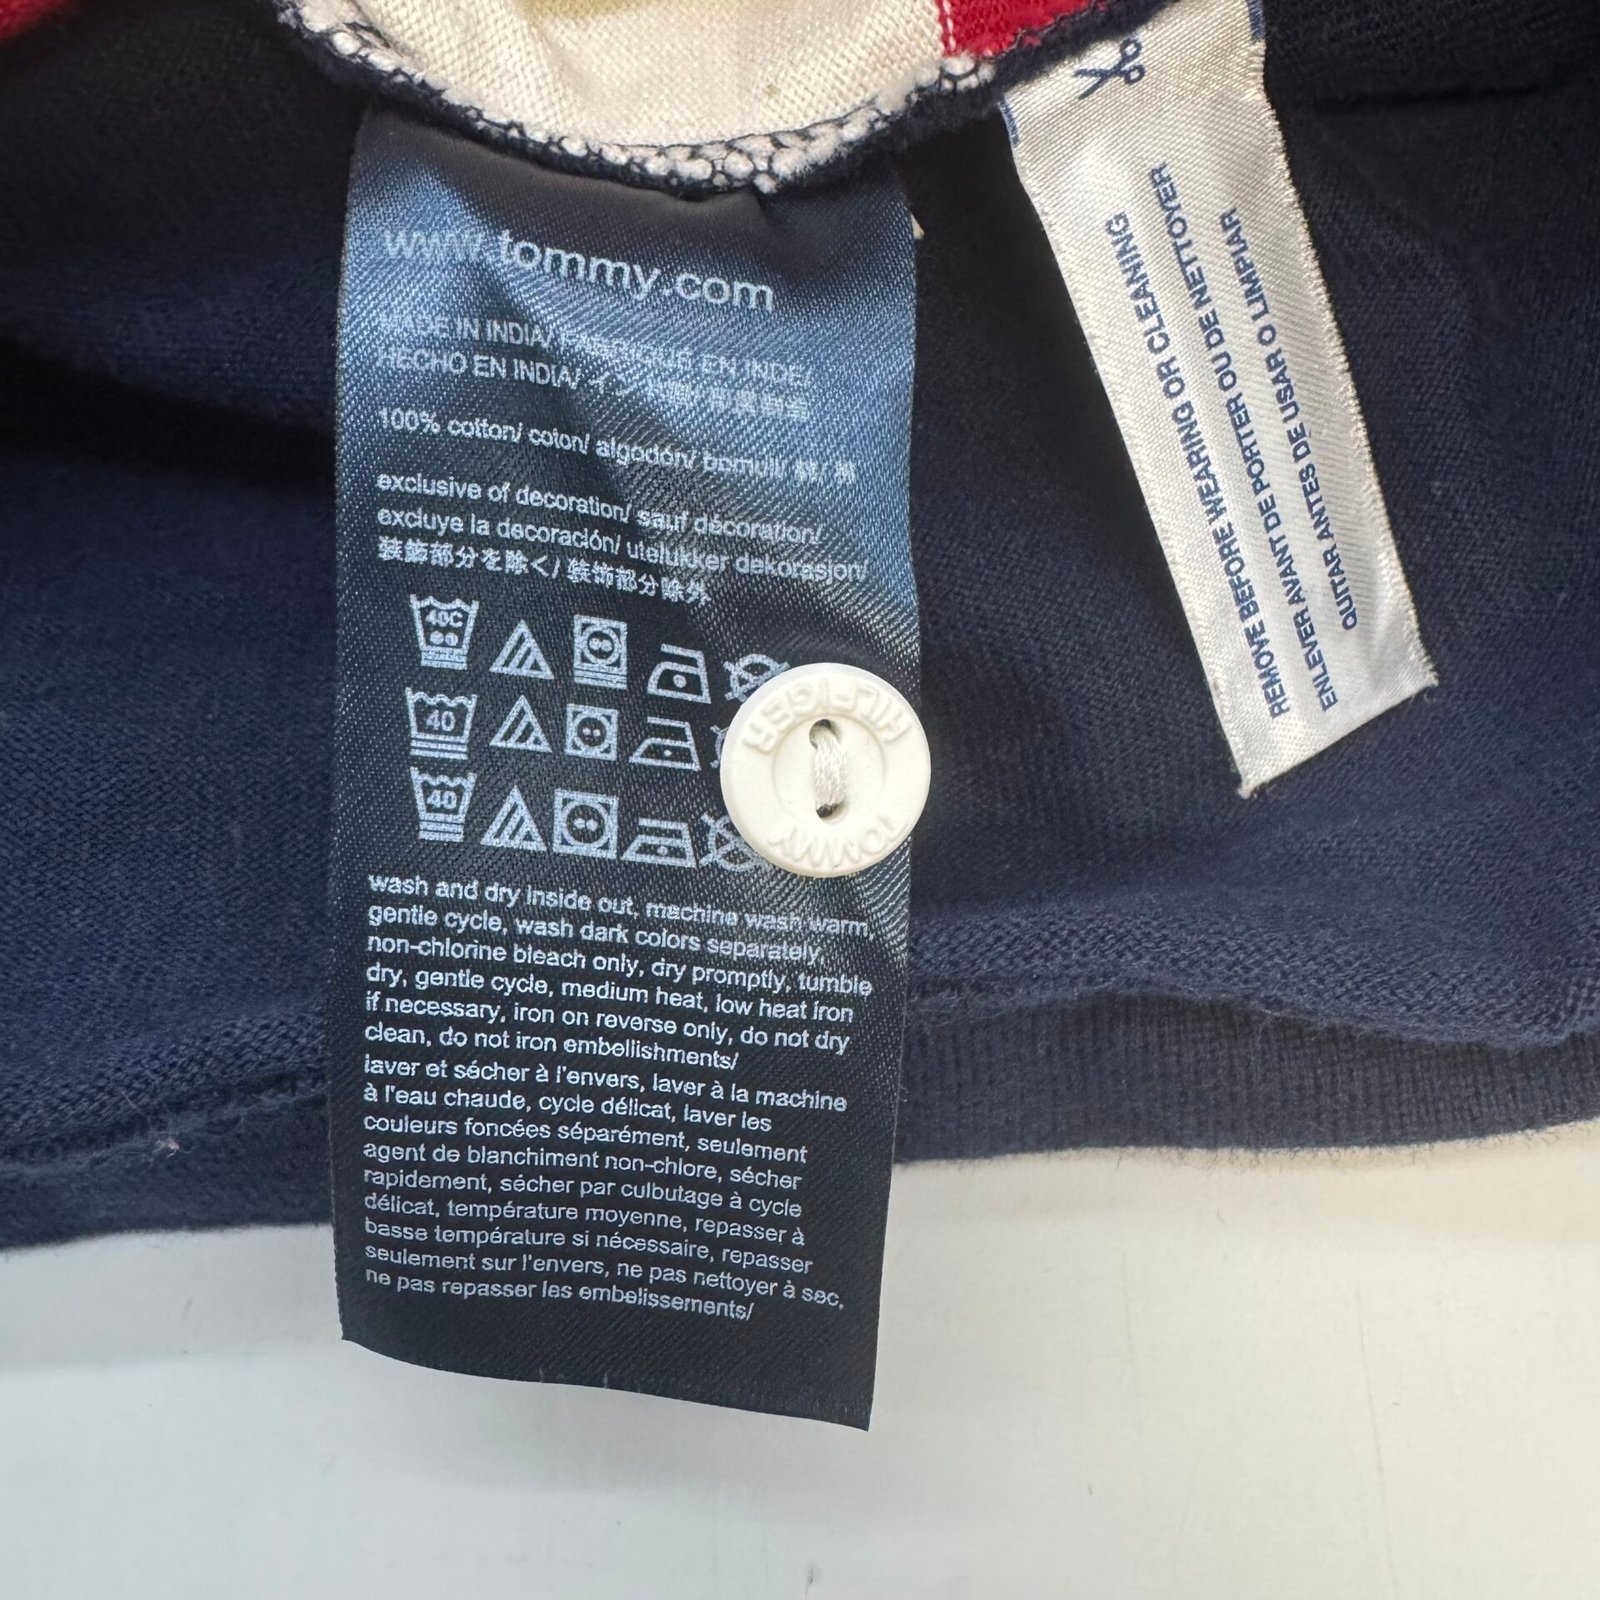 www.tommy.com
MADE IN INDIA/ FABRIQUÉ EN INDE/
HECHO EN INDIA/
100% cotton/ coton/ algodón/ bomull/ 綿/ 棉
exclusive of decoration/ sauf décoration/
excluye la decoración/ utelukker dekorasjon/
装飾部分を除く/ 装饰部分除外
40C
40
40
wash and dry inside out, machine wash warm,
gentle cycle, wash dark colors separately,
non-chlorine bleach only, dry promptly, tumble
dry, gentle cycle, medium heat, low heat iron
if necessary, iron on reverse only, do not dry
clean, do not iron embellishments/
laver et sécher à l'envers, laver à la machine
à l'eau chaude, cycle délicat, laver les
couleurs foncées séparément, seulement
agent de blanchiment non-chlore, sécher
rapidement, sécher par culbutage à cycle
délicat, température moyenne, repasser à
basse température si nécessaire, repasser
seulement sur l'envers, ne pas nettoyer à sec,
ne pas repasser les embellissements/
TOMMY
HILFIGER
REMOVE BEFORE WEARING OR CLEANING
ENLEVER AVANT DE PORTER OU DE NETTOYER
QUITAR ANTES DE USAR O LIMPIAR